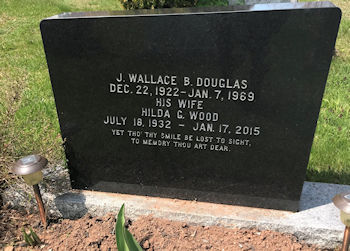 J. WALLACE B. DOUGLAS
DEC. 22, 1922 – JAN. 7, 1969
HIS WIFE
HILDA G. WOOD
JULY 18, 1932 – JAN. 17, 2015
YET THO' THY SMILE BE LOST TO SIGHT,
TO MEMORY THOU ART DEAR.